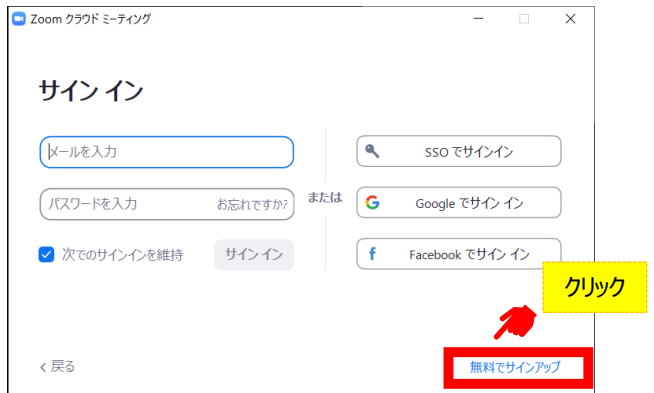 Zoom クラウド ミーティング
サイン イン
メールを入力
パスワードを入力 お忘れですか?
次でのサインインを維持
サイン イン
または
SSO でサインイン
Google でサイン イン
Facebook でサイン イン
クリック
戻る
無料でサインアップ